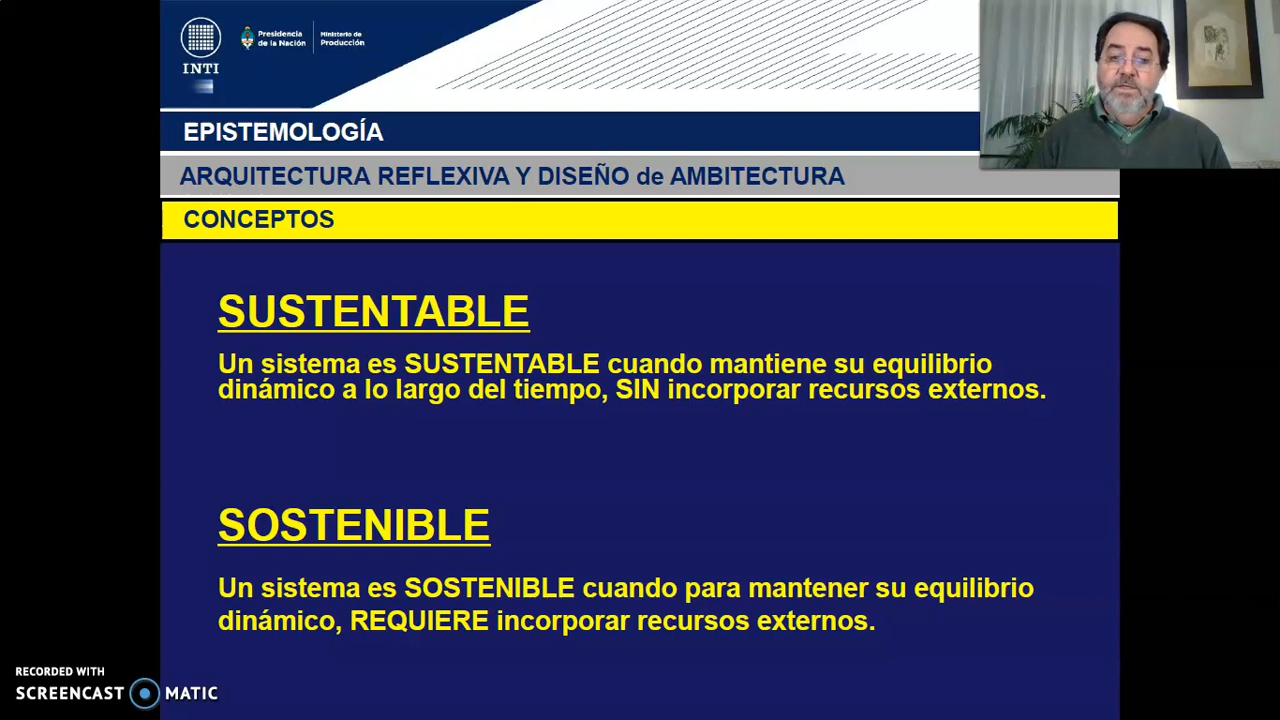 INTI
Presidencia
de la Nación
Ministerio de
Producción
EPISTEMOLOGÍA
ARQUITECTURA REFLEXIVA Y DISEÑO de AMBITECTURA
CONCEPTOS
SUSTENTABLE
Un sistema es SUSTENTABLE cuando mantiene su equilibrio
dinámico a lo largo del tiempo, SIN incorporar recursos externos.
SOSTENIBLE
Un sistema es SOSTENIBLE cuando para mantener su equilibrio
dinámico, REQUIERE incorporar recursos externos.
RECORDED WITH
SCREENCAST MATIC